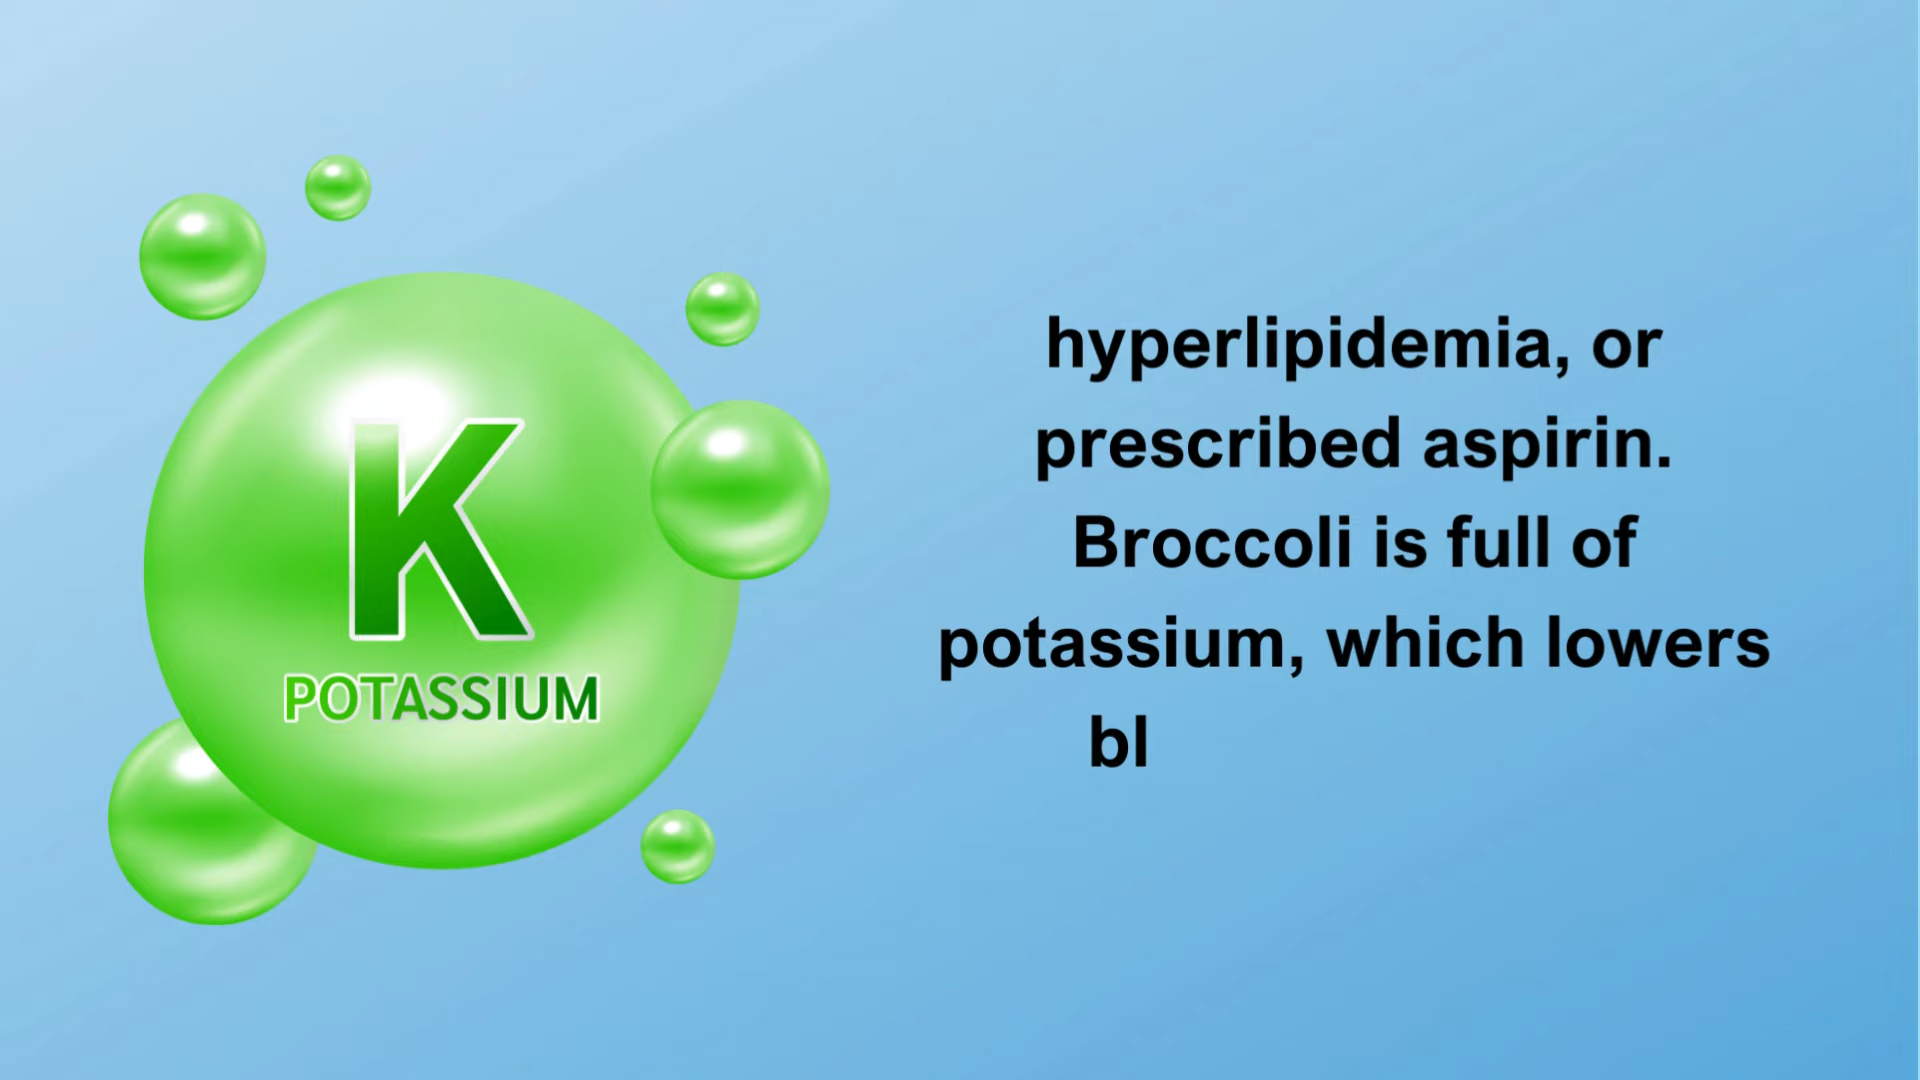 K
POTASSIUM
hyperlipidemia, or
prescribed aspirin.
Broccoli is full of
potassium, which lowers
bl